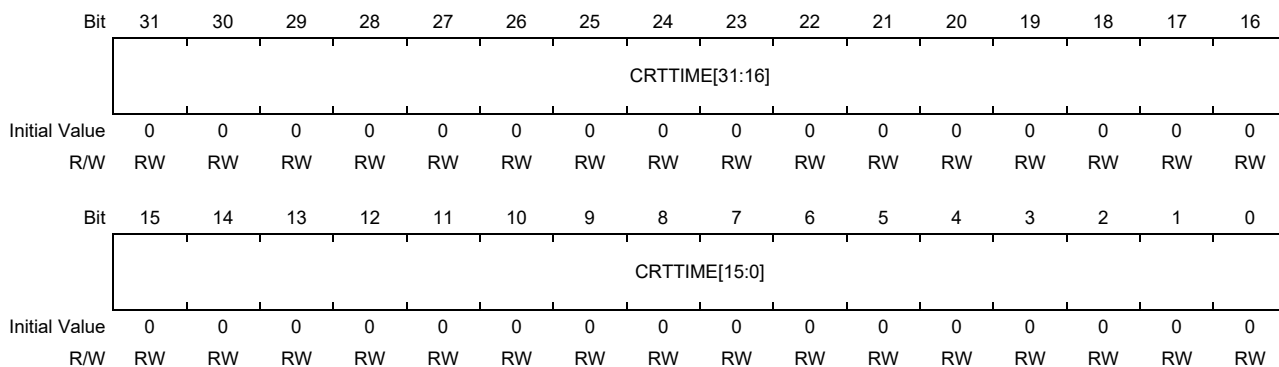 Bit 31 30 29 28 27 26 25 24 23 22 21 20 19 18 17 16
CRTTIME[31:16]
Initial Value 0 0 0 0 0 0 0 0 0 0 0 0 0 0 0 0
R/W RW RW RW RW RW RW RW RW RW RW RW RW RW RW RW RW
Bit 15 14 13 12 11 10 9 8 7 6 5 4 3 2 1 0
CRTTIME[15:0]
Initial Value 0 0 0 0 0 0 0 0 0 0 0 0 0 0 0 0
R/W RW RW RW RW RW RW RW RW RW RW RW RW RW RW RW RW